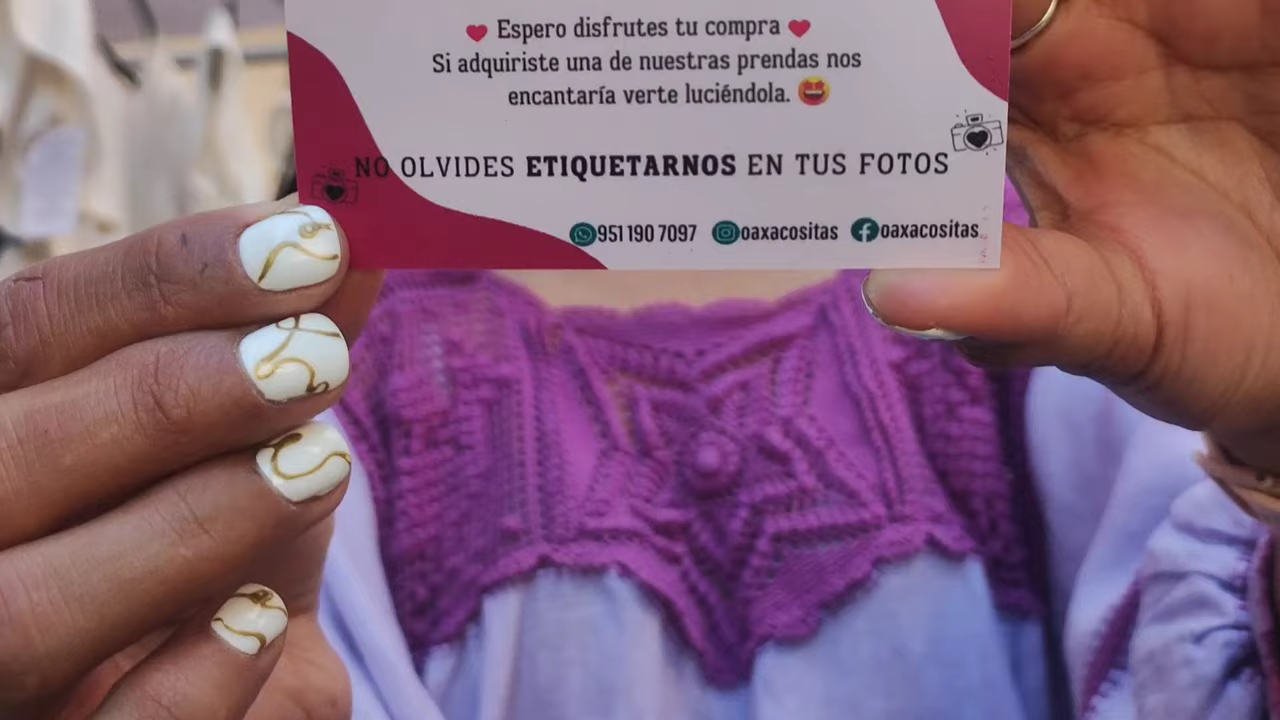 Espero disfrutes tu compra
Si adquiriste una de nuestras prendas nos
encantaría verte luciéndola.
NO OLVIDES ETIQUETARNOS EN TUS FOTOS
951 190 7097 oaxacositas oaxacositas